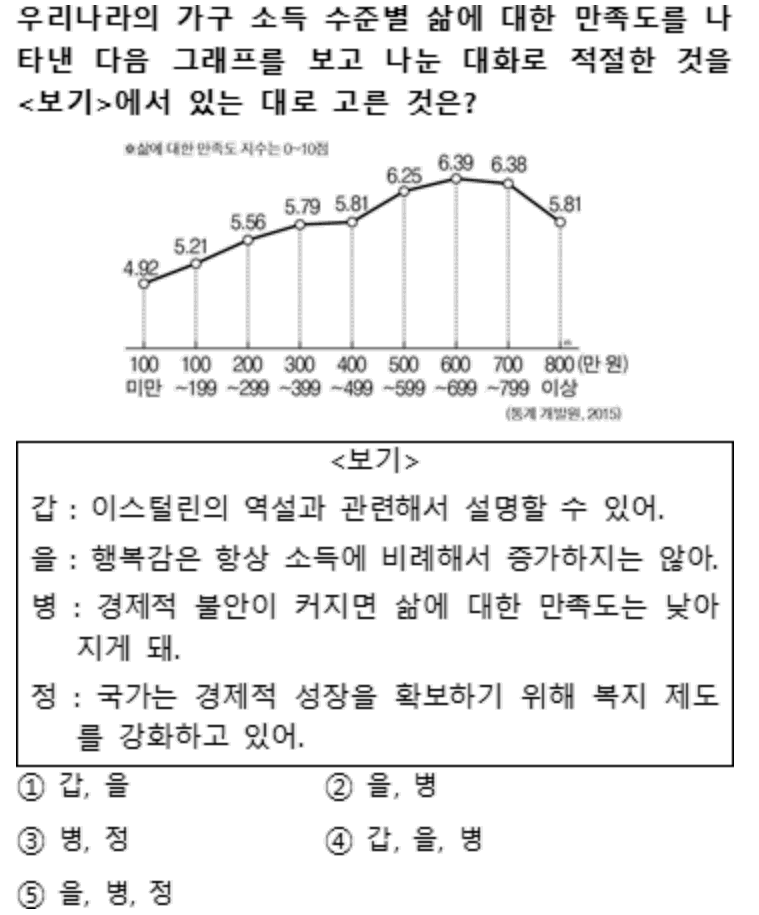 우리나라의 가구 소득 수준별 삶에 대한 만족도를 나
타낸 다음 그래프를 보고 나눈 대화로 적절한 것을
<보기>에서 있는 대로 고른 것은?
※삶에 대한 만족도 지수는 0~10점
4.92 5.21 5.56 5.79 5.81 6.25 6.39 6.38 5.81
100 100 200 300 400 500 600 700 800(만 원)
미만 ~199 ~299 ~399 ~499 ~599 ~699 ~799 이상
(통계 개발원, 2015)
<보기>
갑 : 이스털린의 역설과 관련해서 설명할 수 있어.
을 : 행복감은 항상 소득에 비례해서 증가하지는 않아.
병 : 경제적 불안이 커지면 삶에 대한 만족도는 낮아
지게 돼.
정 : 국가는 경제적 성장을 확보하기 위해 복지 제도
를 강화하고 있어.
① 갑, 을 ② 을, 병
③ 병, 정 ④ 갑, 을, 병
⑤ 을, 병, 정